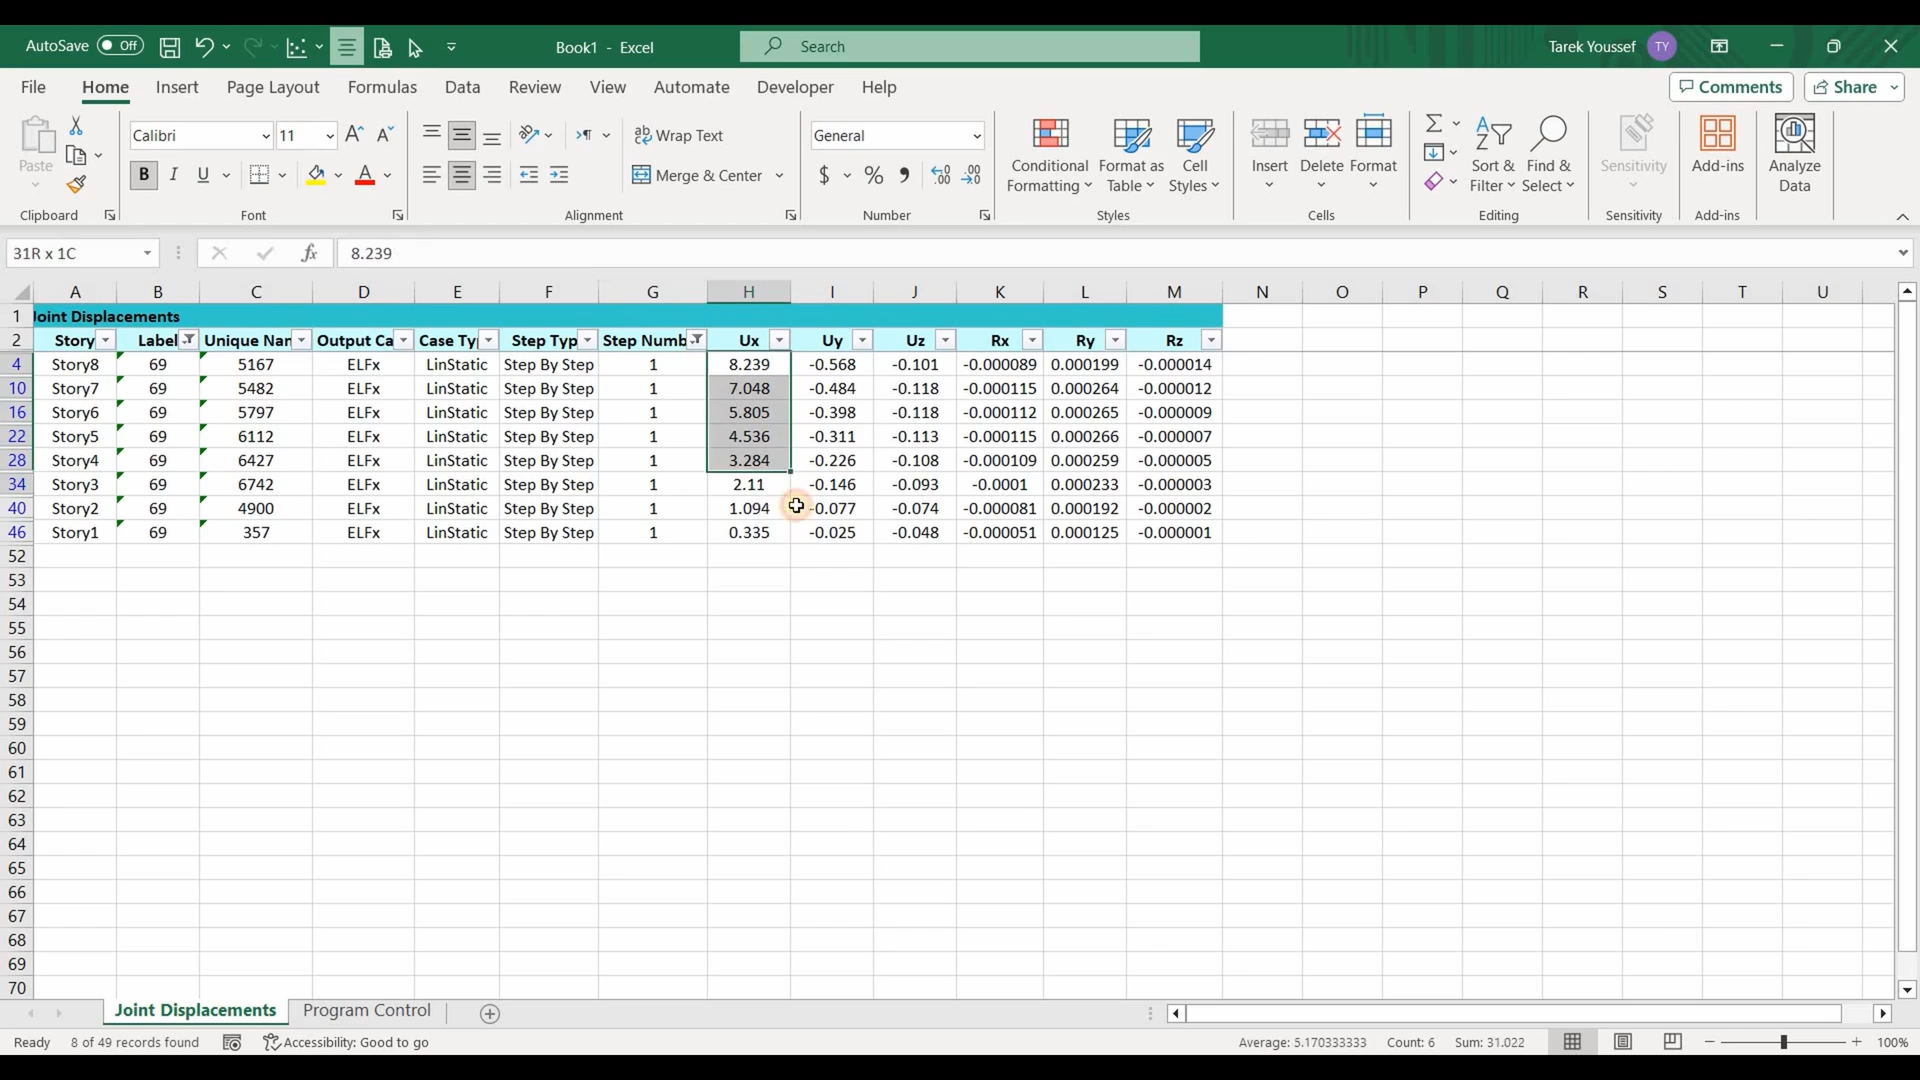 AutoSave Off Book1 - Excel Search Tarek Youssef TY
File Home Insert Page Layout Formulas Data Review View Automate Developer Help Comments Share
Paste Calibri 11 Wrap Text General Conditional Formatting Format as Table Cell Styles Insert Delete Format Sort & Filter Find & Select Sensitivity Add-ins Analyze Data
B I U Merge & Center $ % 9
Clipboard Font Alignment Number Styles Cells Editing Sensitivity Add-ins
31R x 1C fx 8.239
A B C D E F G H I J K L M N O P Q R S T U
1 Joint Displacements
2 Story Label Unique Nar Output Ca Case Ty Step Typ Step Numb Ux Uy Uz Rx Ry Rz
4 Story8 69 5167 ELFx LinStatic Step By Step 1 8.239 -0.568 -0.101 -0.000089 0.000199 -0.000014
10 Story7 69 5482 ELFx LinStatic Step By Step 1 7.048 -0.484 -0.118 -0.000115 0.000264 -0.000012
16 Story6 69 5797 ELFx LinStatic Step By Step 1 5.805 -0.398 -0.118 -0.000112 0.000265 -0.000009
22 Story5 69 6112 ELFx LinStatic Step By Step 1 4.536 -0.311 -0.113 -0.000115 0.000266 -0.000007
28 Story4 69 6427 ELFx LinStatic Step By Step 1 3.284 -0.226 -0.108 -0.000109 0.000259 -0.000005
34 Story3 69 6742 ELFx LinStatic Step By Step 1 2.11 -0.146 -0.093 -0.0001 0.000233 -0.000003
40 Story2 69 4900 ELFx LinStatic Step By Step 1 1.094 -0.077 -0.074 -0.000081 0.000192 -0.000002
46 Story1 69 357 ELFx LinStatic Step By Step 1 0.335 -0.025 -0.048 -0.000051 0.000125 -0.000001
52
53
54
55
56
57
58
59
60
61
62
63
64
65
66
67
68
69
70
Joint Displacements Program Control
Ready 8 of 49 records found Accessibility: Good to go Average: 5.170333333 Count: 6 Sum: 31.022 100%